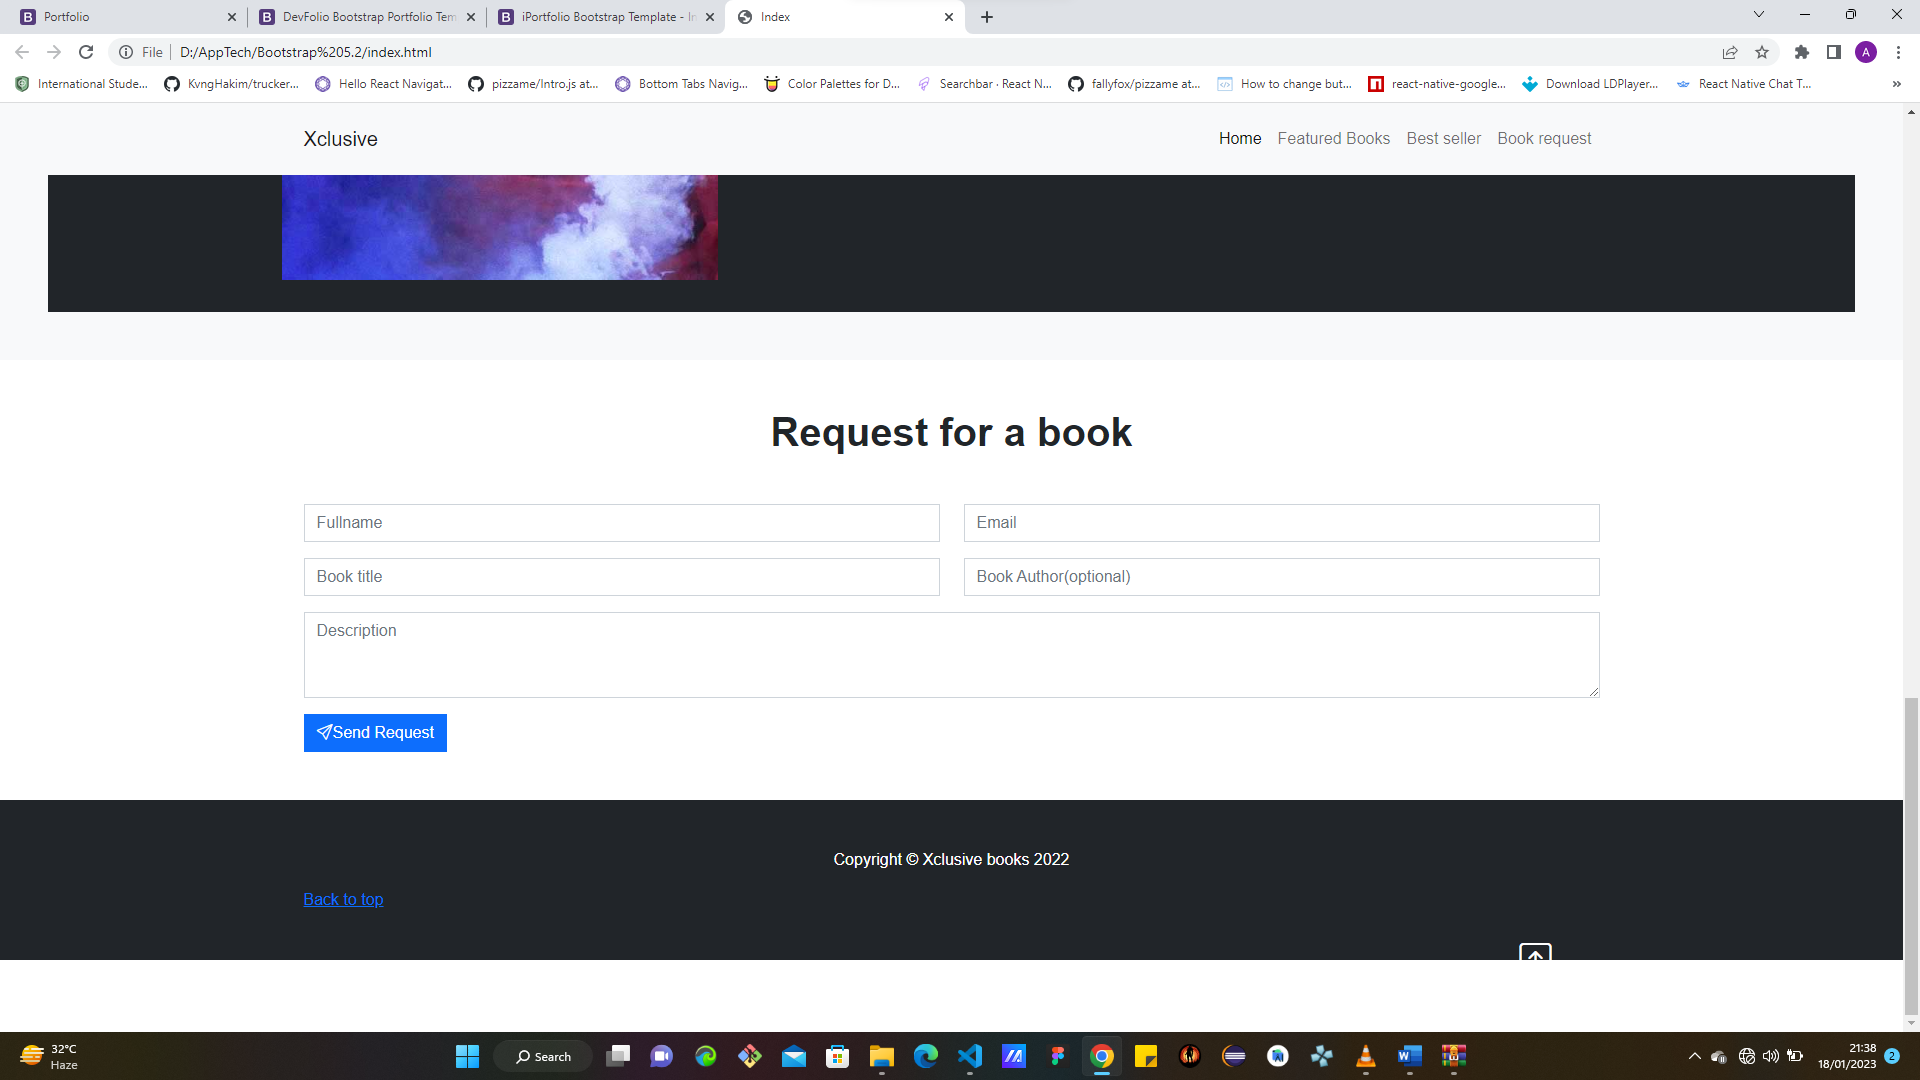 Portfolio
DevFolio Bootstrap Portfolio Tem
iPortfolio Bootstrap Template - In
Index
File
D:/AppTech/Bootstrap%205.2/index.html
A
International Stude...
KvngHakim/trucker...
Hello React Navigat...
pizzame/Intro.js at...
Bottom Tabs Navig...
Color Palettes for D...
Searchbar · React N...
fallyfox/pizzame at...
How to change but...
react-native-google...
Download LDPlayer...
React Native Chat T...
»
Xclusive
Home
Featured Books
Best seller
Book request
Request for a book
Fullname
Email
Book title
Book Author(optional)
Description
Send Request
Copyright © Xclusive books 2022
Back to top
32°C
Haze
Search
21:38
18/01/2023
2